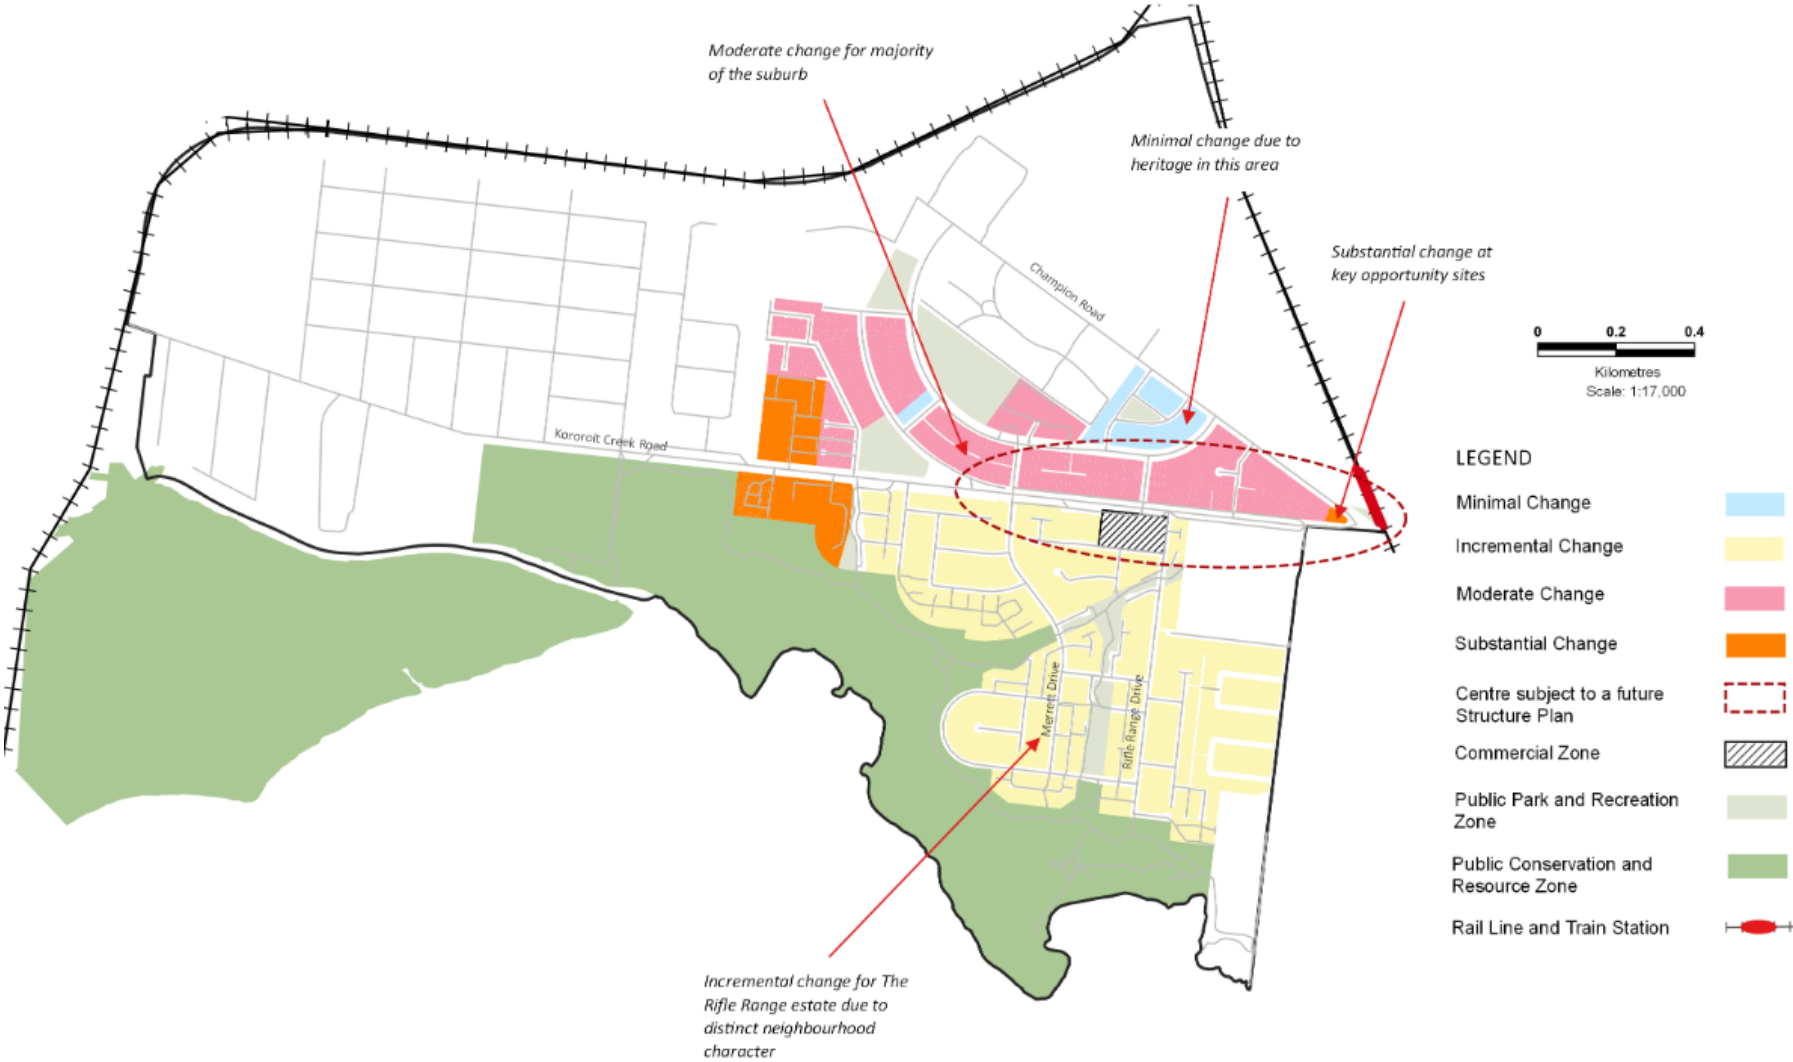 Moderate change for majority
of the suburb
Minimal change due to
heritage in this area
Substantial change at
key opportunity sites
Champion Road
Kororoit Creek Road
Merrett Drive
Rifle Range Drive
Incremental change for The
Rifle Range estate due to
distinct neighbourhood
character
0 0.2 0.4
Kilometres
Scale: 1:17,000
LEGEND
Minimal Change
Incremental Change
Moderate Change
Substantial Change
Centre subject to a future
Structure Plan
Commercial Zone
Public Park and Recreation
Zone
Public Conservation and
Resource Zone
Rail Line and Train Station